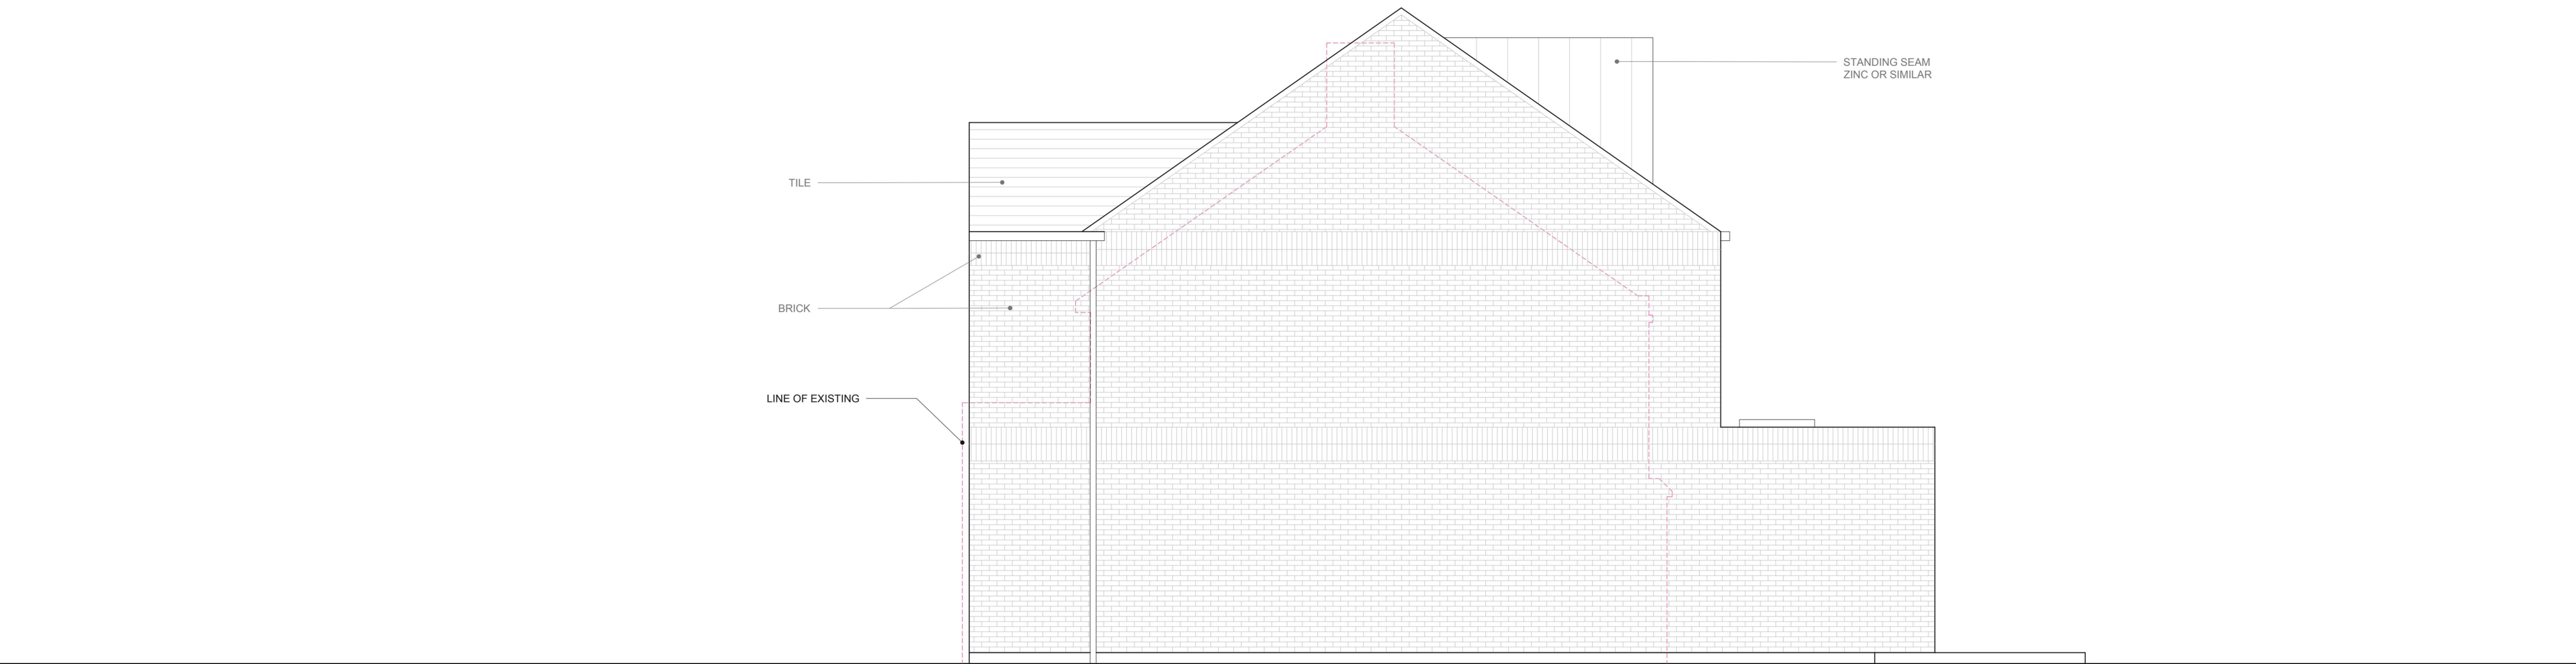 STANDING SEAM
ZINC OR SIMILAR
TILE
BRICK
LINE OF EXISTING